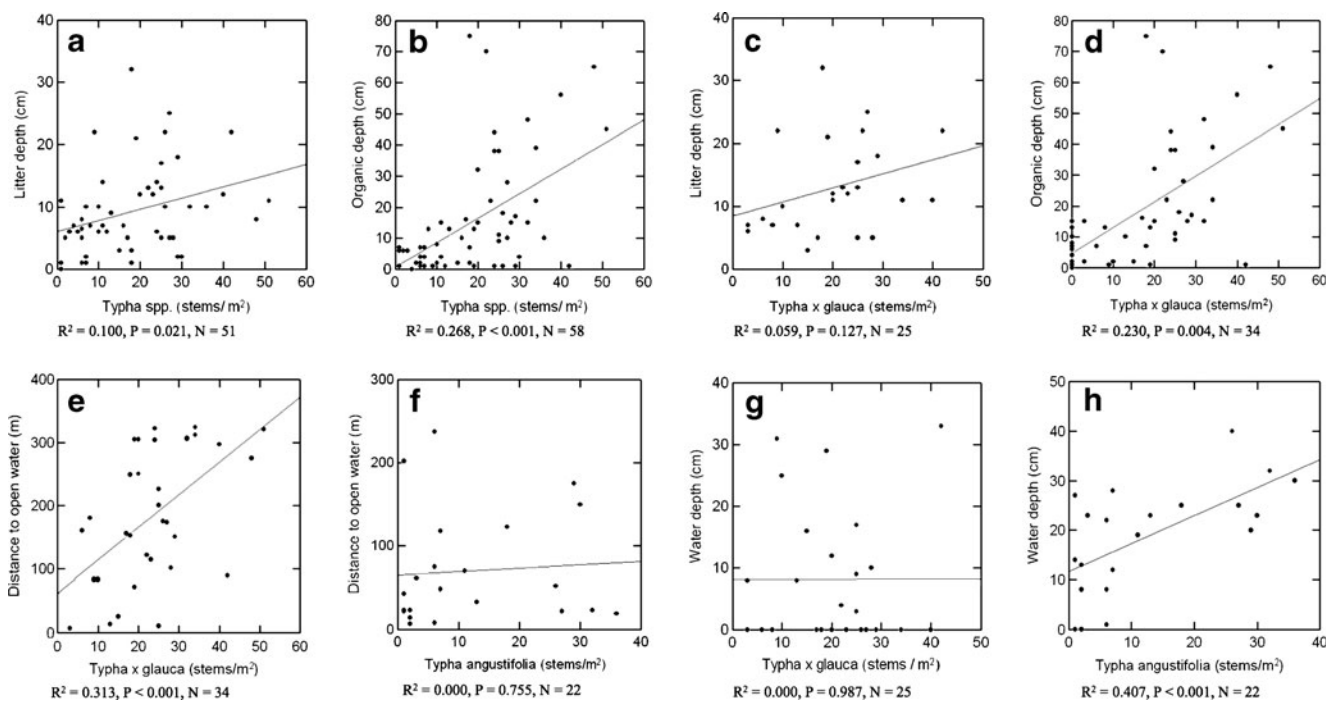 a
Litter depth (cm)
40
30
20
10
0
0 10 20 30 40 50 60
Typha spp. (stems/ m²)
R² = 0.100, P = 0.021, N = 51
b
Organic depth (cm)
80
70
60
50
40
30
20
10
0
0 10 20 30 40 50 60
Typha spp. (stems/m²)
R² = 0.268, P < 0.001, N = 58
c
Litter depth (cm)
40
30
20
10
0
0 10 20 30 40 50
Typha x glauca (stems/m²)
R² = 0.059, P = 0.127, N = 25
d
Organic depth (cm)
80
70
60
50
40
30
20
10
0
0 10 20 30 40 50 60
Typha x glauca (stems/m²)
R² = 0.230, P = 0.004, N = 34
e
Distance to open water (m)
400
300
200
100
0
0 10 20 30 40 50 60
Typha x glauca (stems/m²)
R² = 0.313, P < 0.001, N = 34
f
Distance to open water (m)
300
200
100
0
0 10 20 30 40
Typha angustifolia (stems/m²)
R² = 0.000, P = 0.755, N = 22
g
Water depth (cm)
40
30
20
10
0
0 10 20 30 40 50
Typha x glauca (stems / m²)
R² = 0.000, P = 0.987, N = 25
h
Water depth (cm)
50
40
30
20
10
0
0 10 20 30 40
Typha angustifolia (stems/m²)
R² = 0.407, P < 0.001, N = 22